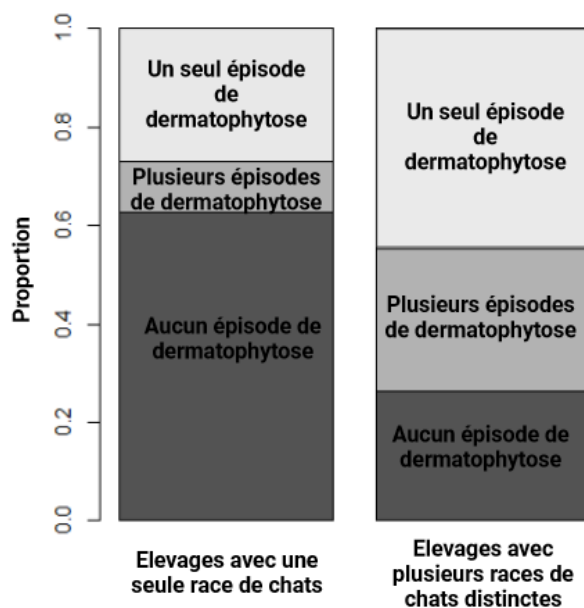 Proportion
1.0
0.8
0.6
0.4
0.2
0.0
Un seul épisode
de
dermatophytose
Plusieurs épisodes
de dermatophytose
Aucun épisode de
dermatophytose
Un seul épisode
de
dermatophytose
Plusieurs épisodes
de dermatophytose
Aucun épisode de
dermatophytose
Elevages avec une
seule race de chats
Elevages avec
plusieurs races de
chats distinctes